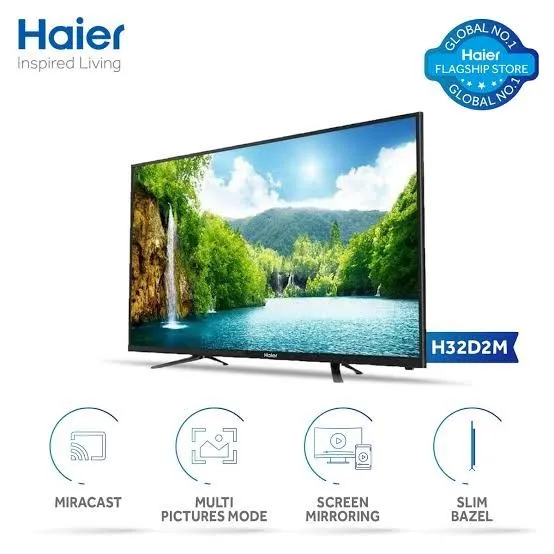 Haier
Inspired Living
GLOBAL NO.1
Haier
FLAGSHIP STORE
GLOBAL NO.1
Haier
H32D2M
MIRACAST
MULTI
PICTURES MODE
SCREEN
MIRRORING
SLIM
BAZEL